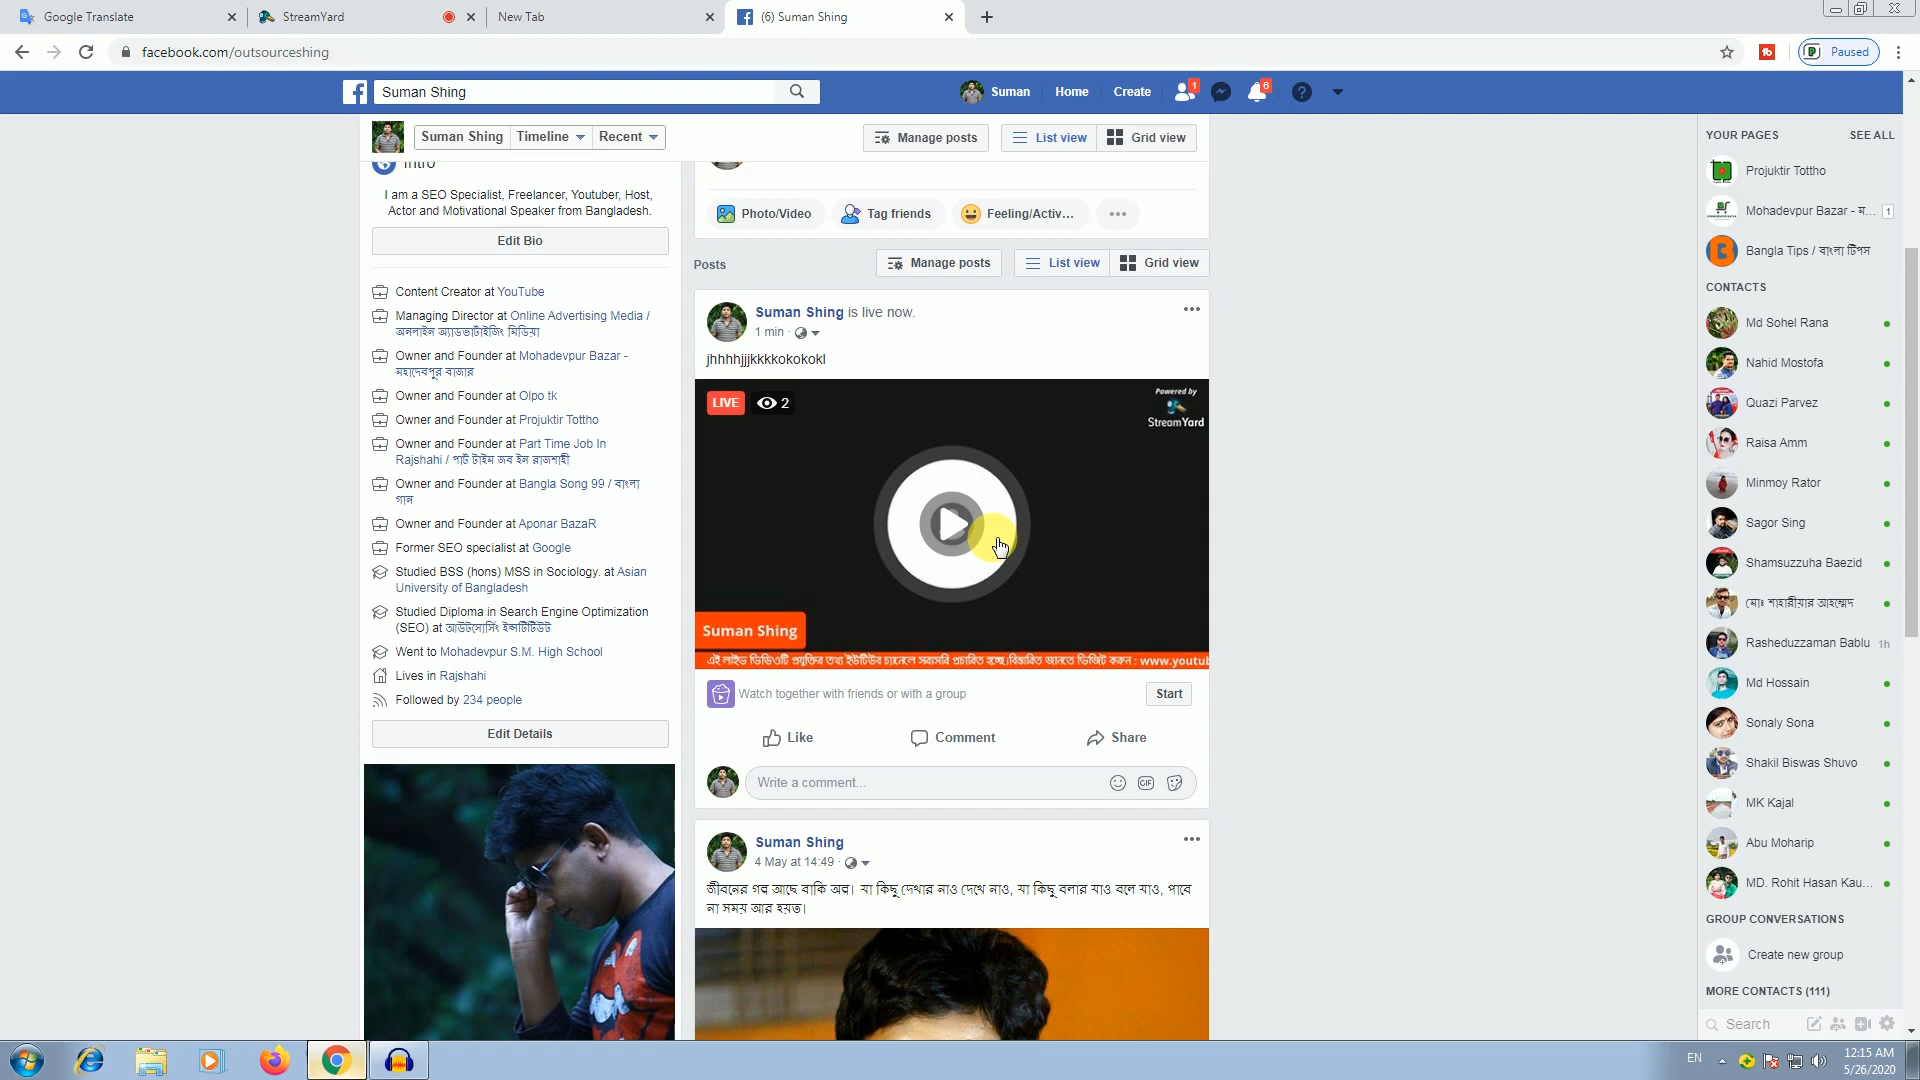 Google Translate
StreamYard
New Tab
(6) Suman Shing
facebook.com/outsourceshing
Paused
Suman Shing
Suman
Home
Create
1
6
Suman Shing
Timeline
Recent
Manage posts
List view
Grid view
Intro
I am a SEO Specialist, Freelancer, Youtuber, Host,
Actor and Motivational Speaker from Bangladesh.
Edit Bio
Content Creator at YouTube
Managing Director at Online Advertising Media /
অনলাইন অ্যাডভার্টাইজিং মিডিয়া
Owner and Founder at Mohadevpur Bazar -
মহাদেবপুর বাজার
Owner and Founder at Olpo tk
Owner and Founder at Projuktir Tottho
Owner and Founder at Part Time Job In
Rajshahi / পার্ট টাইম জব ইন রাজশাহী
Owner and Founder at Bangla Song 99 / বাংলা
গান
Owner and Founder at Aponar BazaR
Former SEO specialist at Google
Studied BSS (hons) MSS in Sociology. at Asian
University of Bangladesh
Studied Diploma in Search Engine Optimization
(SEO) at আউটসোর্সিং ইন্সটিটিউট
Went to Mohadevpur S.M. High School
Lives in Rajshahi
Followed by 234 people
Edit Details
Photo/Video
Tag friends
Feeling/Activ...
Posts
Manage posts
List view
Grid view
Suman Shing is live now.
1 min ·
jhhhhjjjkkkkokokokl
LIVE
2
Powered by
StreamYard
Suman Shing
এই লাইভ ভিডিওটি প্রযুক্তির তথ্য ইউটিউব চ্যানেলে সরাসরি প্রচারিত হচ্ছে।বিস্তারিত জানতে ভিজিট করুন : www.youtu
Watch together with friends or with a group
Start
Like
Comment
Share
Write a comment...
GIF
Suman Shing
4 May at 14:49 ·
জীবনের গল্প আছে বাকি অল্প। যা কিছু দেখার নাও দেখে নাও, যা কিছু বলার যাও বলে যাও, পাবে
না সময় আর হয়ত।
YOUR PAGES
SEE ALL
Projuktir Tottho
Mohadevpur Bazar - ম...
1
Bangla Tips / বাংলা টিপস
CONTACTS
Md Sohel Rana
Nahid Mostofa
Quazi Parvez
Raisa Amm
Minmoy Rator
Sagor Sing
Shamsuzzuha Baezid
মোঃ শাহারীয়ার আহম্মেদ
Rasheduzzaman Bablu
1h
Md Hossain
Sonaly Sona
Shakil Biswas Shuvo
MK Kajal
Abu Moharip
MD. Rohit Hasan Kau...
GROUP CONVERSATIONS
Create new group
MORE CONTACTS (111)
Search
EN
12:15 AM
5/26/2020